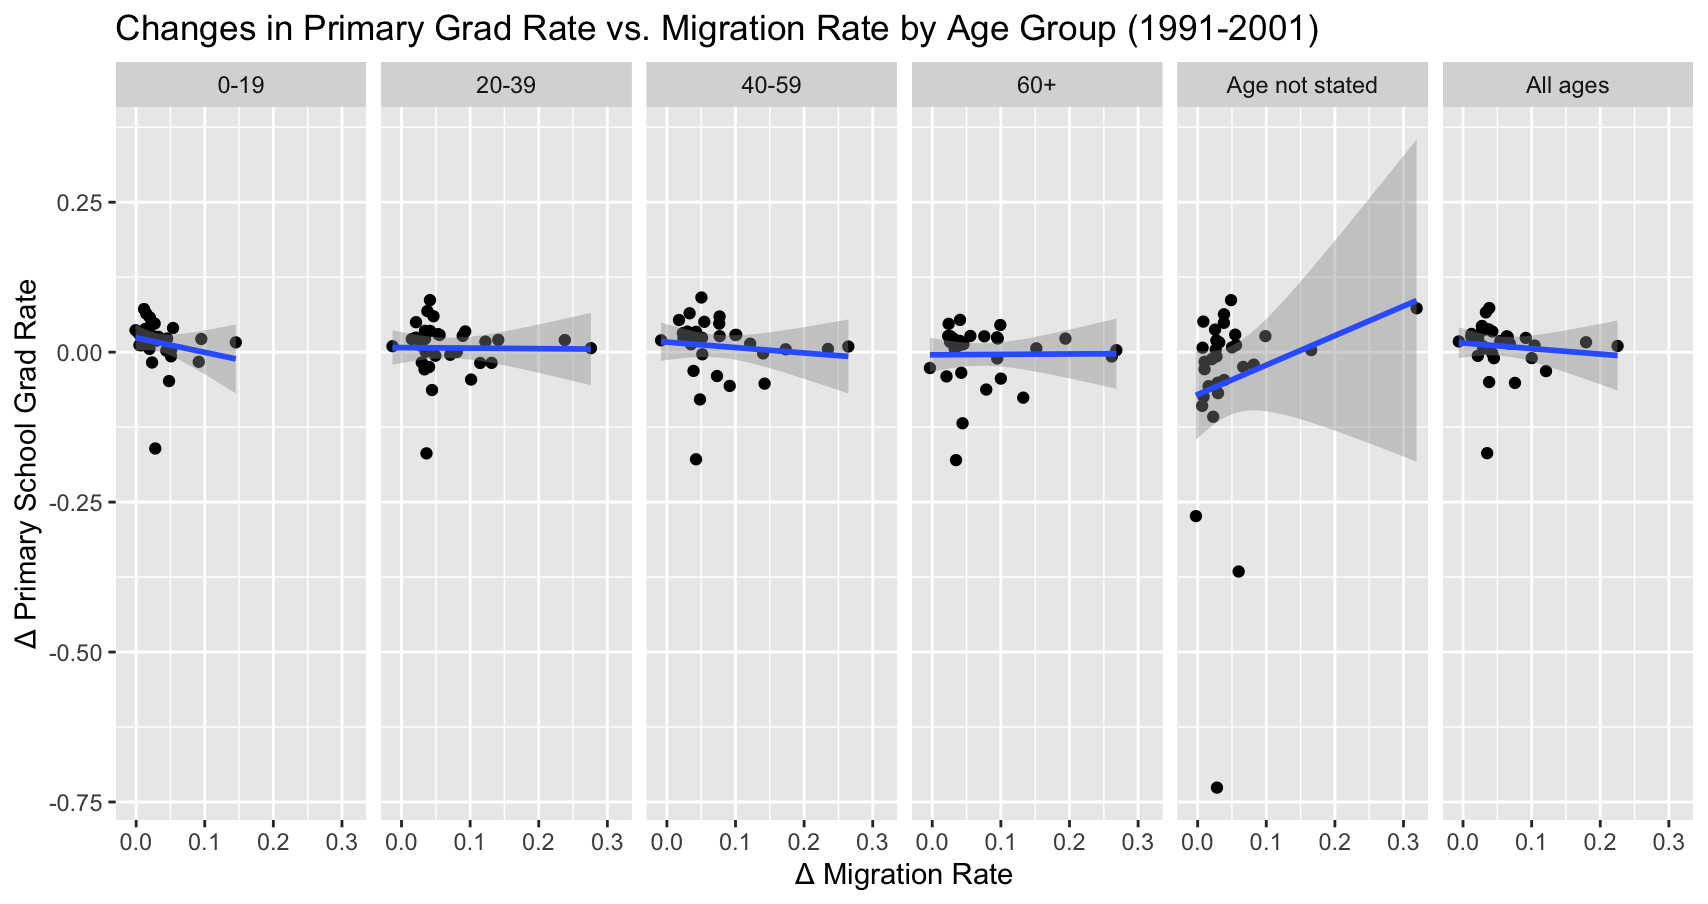 Changes in Primary Grad Rate vs. Migration Rate by Age Group (1991-2001)
0-19 20-39 40-59 60+ Age not stated All ages
Δ Primary School Grad Rate
0.25
0.00
-0.25
-0.50
-0.75
0.0 0.1 0.2 0.3 0.0 0.1 0.2 0.3 0.0 0.1 0.2 0.3 0.0 0.1 0.2 0.3 0.0 0.1 0.2 0.3 0.0 0.1 0.2 0.3
Δ Migration Rate